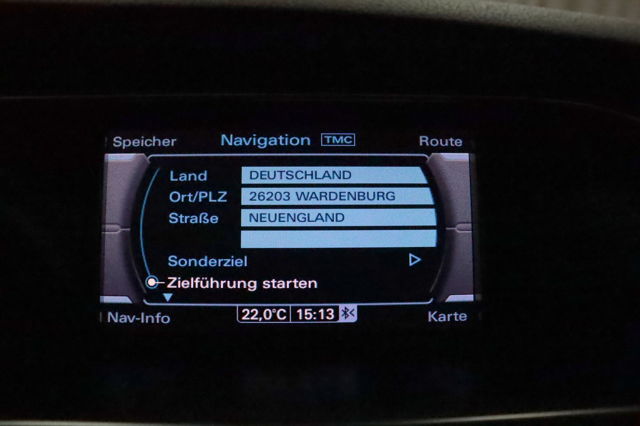 Speicher Navigation TMC Route
Land DEUTSCHLAND
Ort/PLZ 26203 WARDENBURG
Straße NEUENGLAND
Sonderziel
Zielführung starten
Nav-Info 22,0°C 15:13 Karte